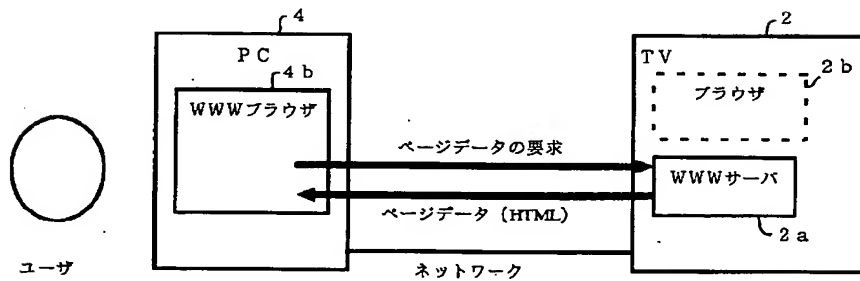 4
2
PC
TV
4b
2b
WWWブラウザ
ブラウザ
ページデータの要求
WWWサーバ
ページデータ (HTML)
2a
ユーザ
ネットワーク